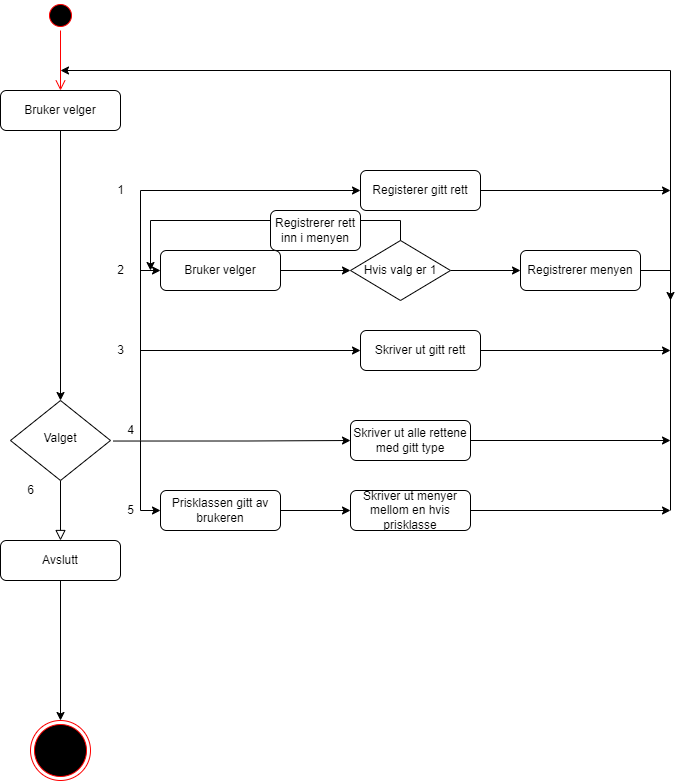 Bruker velger
1
Registerer gitt rett
Registrerer rett
inn i menyen
2
Bruker velger
Hvis valg er 1
Registrerer menyen
3
Skriver ut gitt rett
Valget
4
Skriver ut alle rettene
med gitt type
6
5
Prisklassen gitt av
brukeren
Skriver ut menyer
mellom en hvis
prisklasse
Avslutt